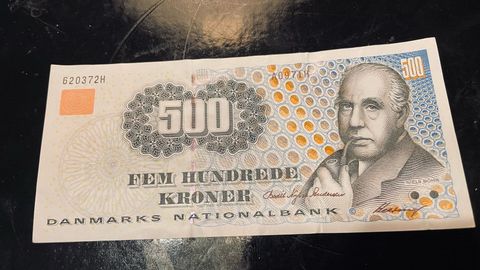 500
620372H
500
FEM HUNDREDE
KRONER
DANMARKS NATIONALBANK